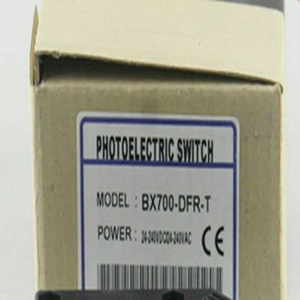 PHOTOELECTRIC SWITCH
MODEL : BX700-DFR-T
POWER : 24-240VDC/24-240VAC CE